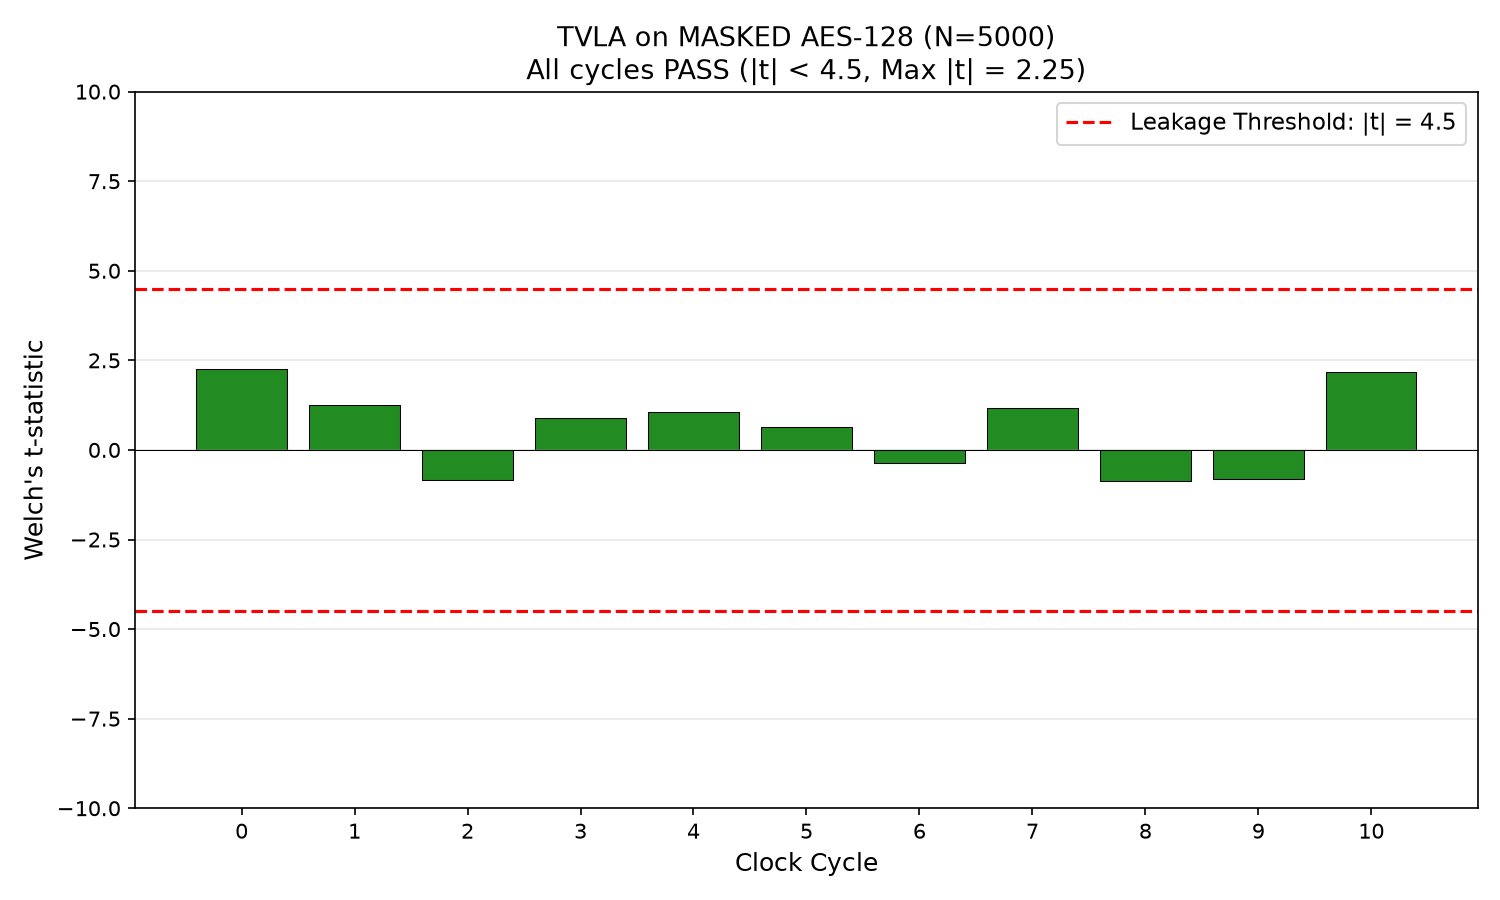 TVLA on MASKED AES-128 (N=5000)
All cycles PASS (|t| < 4.5, Max |t| = 2.25)
Leakage Threshold: |t| = 4.5
Welch's t-statistic
10.0
7.5
5.0
2.5
0.0
−2.5
−5.0
−7.5
−10.0
0 1 2 3 4 5 6 7 8 9 10
Clock Cycle